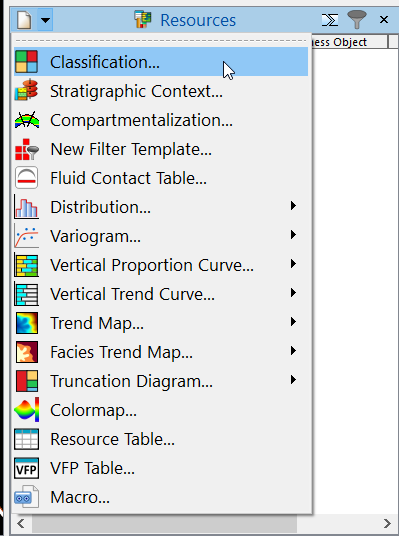 Resources
ness Object
Classification...
Stratigraphic Context...
Compartmentalization...
New Filter Template...
Fluid Contact Table...
Distribution...
Variogram...
Vertical Proportion Curve...
Vertical Trend Curve...
Trend Map...
Facies Trend Map...
Truncation Diagram...
Colormap...
Resource Table...
VFP VFP Table...
Macro...